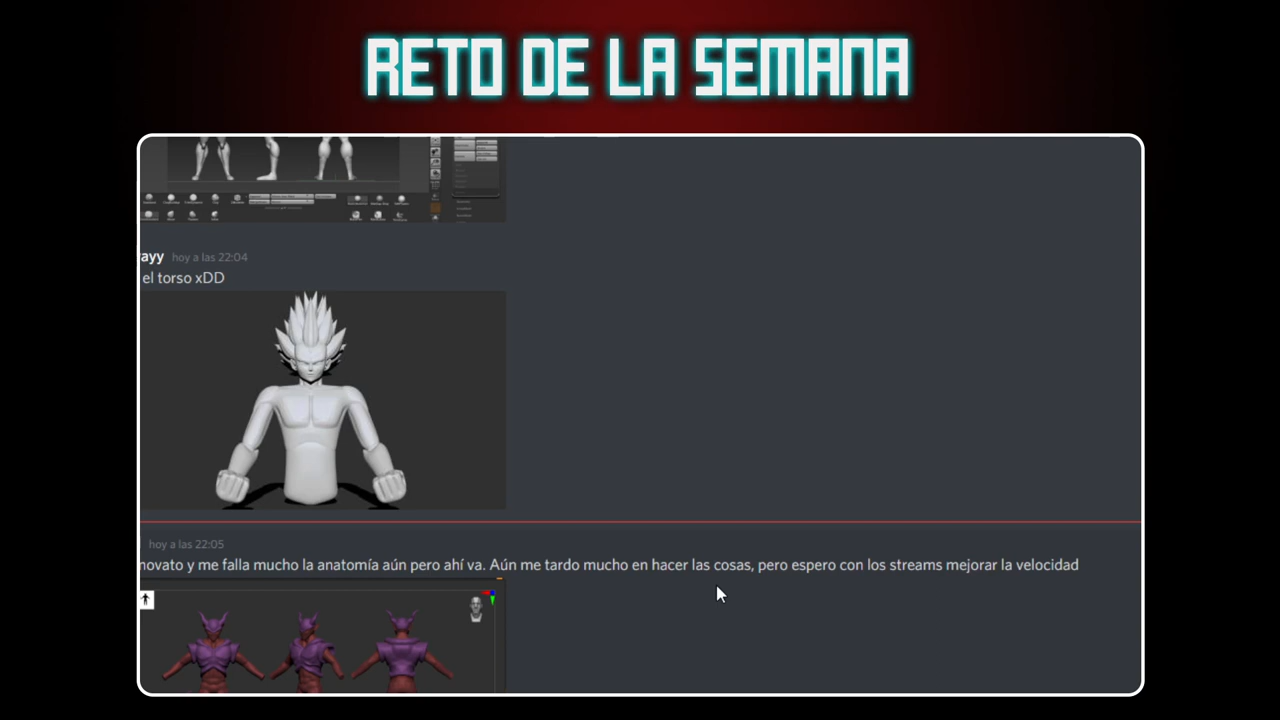 RETO DE LA SEMANA
ayy hoy a las 22:04
el torso xDD
hoy a las 22:05
novato y me falla mucho la anatomía aún pero ahí va. Aún me tardo mucho en hacer las cosas, pero espero con los streams mejorar la velocidad